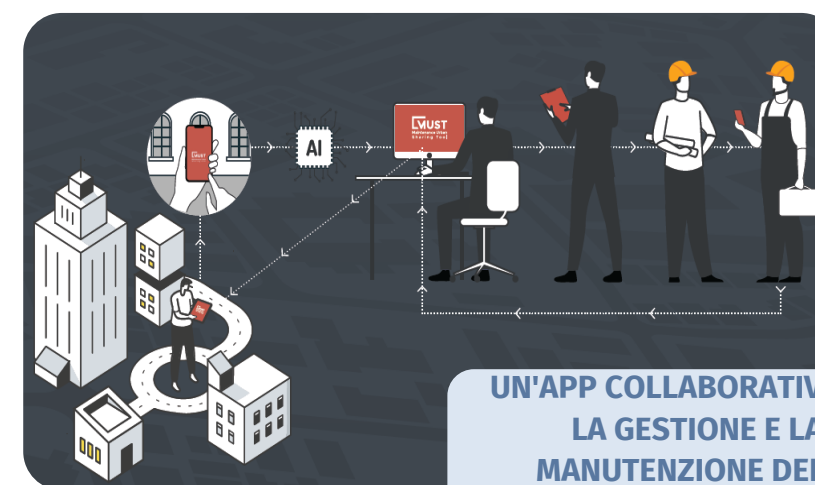 MUST
AI
MUST
Maintenance Urban
Sharing Tool
UN'APP COLLABORATIV
LA GESTIONE E LA
MANUTENZIONE DEI